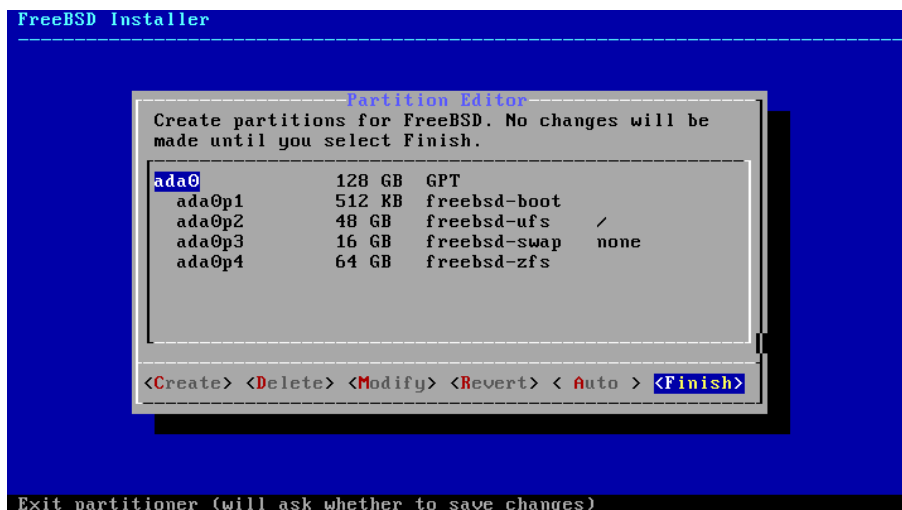 FreeBSD Installer
Partition Editor
Create partitions for FreeBSD. No changes will be
made until you select Finish.
ada0 128 GB GPT
ada0p1 512 KB freebsd-boot
ada0p2 48 GB freebsd-ufs /
ada0p3 16 GB freebsd-swap none
ada0p4 64 GB freebsd-zfs
<Create> <Delete> <Modify> <Revert> < Auto > <Finish>
Exit partitioner (will ask whether to save changes)